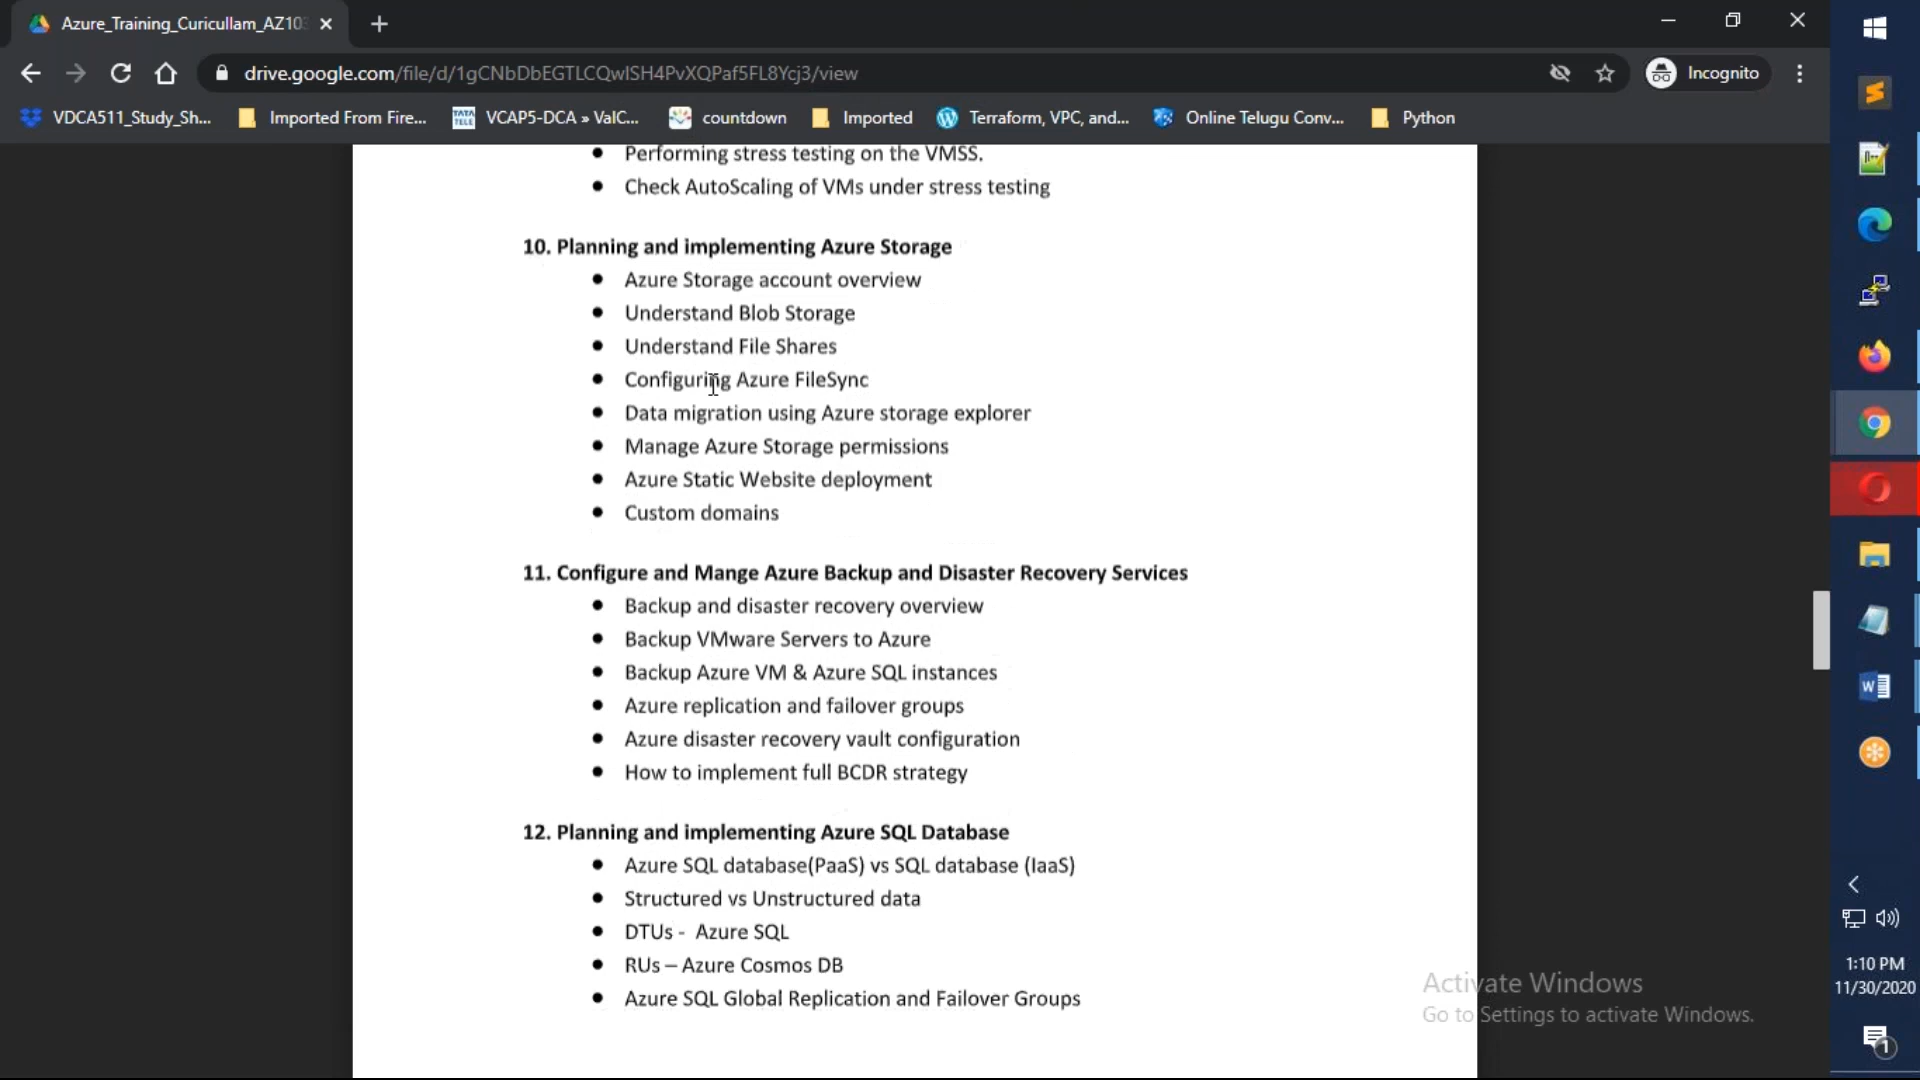 Azure_Training_Curicullam_AZ103
drive.google.com/file/d/1gCNbDbEGTLCQwISH4PvXQPaf5FL8Ycj3/view
Incognito
VDCA511_Study_Sh...
Imported From Fire...
TATA TELE
VCAP5-DCA » ValC...
countdown
Imported
Terraform, VPC, and...
Online Telugu Conv...
Python
• Performing stress testing on the VMSS.
• Check AutoScaling of VMs under stress testing
10. Planning and implementing Azure Storage
• Azure Storage account overview
• Understand Blob Storage
• Understand File Shares
• Configuring Azure FileSync
• Data migration using Azure storage explorer
• Manage Azure Storage permissions
• Azure Static Website deployment
• Custom domains
11. Configure and Mange Azure Backup and Disaster Recovery Services
• Backup and disaster recovery overview
• Backup VMware Servers to Azure
• Backup Azure VM & Azure SQL instances
• Azure replication and failover groups
• Azure disaster recovery vault configuration
• How to implement full BCDR strategy
12. Planning and implementing Azure SQL Database
• Azure SQL database(PaaS) vs SQL database (IaaS)
• Structured vs Unstructured data
• DTUs - Azure SQL
• RUs – Azure Cosmos DB
• Azure SQL Global Replication and Failover Groups
Activate Windows
Go to Settings to activate Windows.
1:10 PM
11/30/2020
1